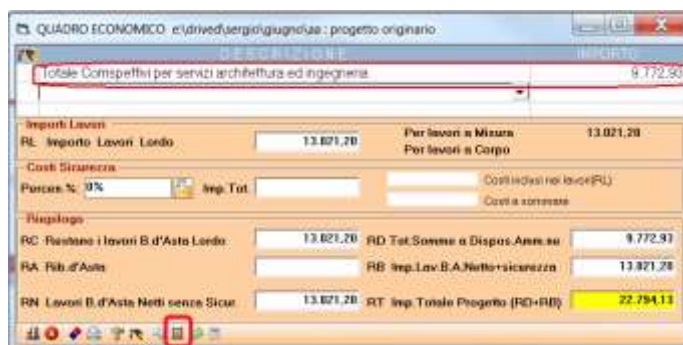 QUADRO ECONOMICO e:\drived\sergio\giugno\aa : progetto originario
DESCRIZIONE IMPORTO
Totale Corrispettivi per servizi architettura ed ingegneria 9.772,93
Importi Lavori
RL Importo Lavori Lordo 13.021,20 Per lavori a Misura 13.021,20
Per lavori a Corpo
Costi Sicurezza
Percen.% 0% Imp.Tot. Costi inclusi nei lavori(RL)
Costi a sommare
Riepilogo
RC Restano i lavori B.d'Asta Lordo 13.021,20 RD Tot.Somme a Dispos.Amm.ne 9.772,93
RA Rib.d'Asta RB Imp.Lav.B.A.Netto+sicurezza 13.021,20
RN Lavori B.d'Asta Netti senza Sicur. 13.021,20 RT Imp.Totale Progetto (RD+RB) 22.794,13